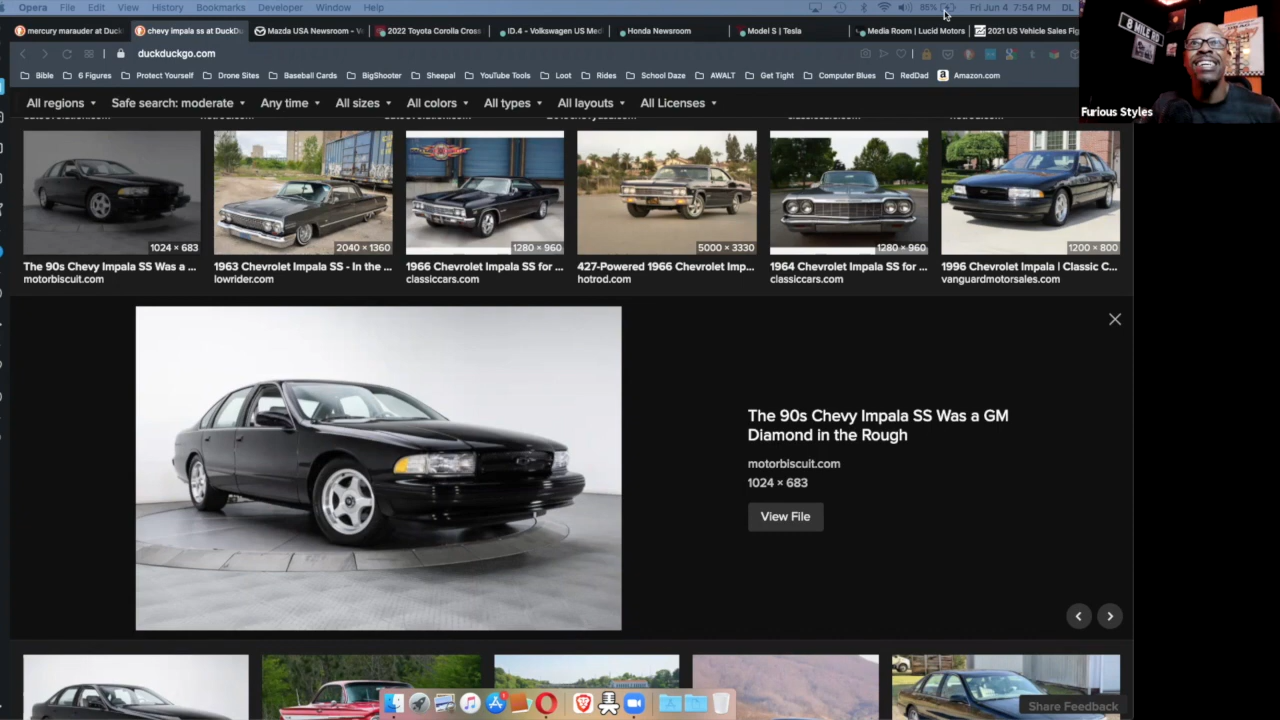 Opera File Edit View History Bookmarks Developer Window Help 85% Fri Jun 4 7:54 PM DL
mercury marauder at Duck
chevy impala ss at DuckD
Mazda USA Newsroom - V
2022 Toyota Corolla Cross
ID.4 - Volkswagen US Med
Honda Newsroom
Model S | Tesla
Media Room | Lucid Motors
2021 US Vehicle Sales Fig
duckduckgo.com
Bible 6 Figures Protect Yourself Drone Sites Baseball Cards BigShooter Sheepal YouTube Tools Loot Rides School Daze AWALT Get Tight Computer Blues RedDad Amazon.com
8 MILE RD
Furious Styles
All regions Safe search: moderate Any time All sizes All colors All types All layouts All Licenses
1024 × 683
2040 × 1360
1280 × 960
5000 × 3330
1280 × 960
1200 × 800
The 90s Chevy Impala SS Was a ...
motorbiscuit.com
1963 Chevrolet Impala SS - In the ...
lowrider.com
1966 Chevrolet Impala SS for ...
classiccars.com
427-Powered 1966 Chevrolet Imp...
hotrod.com
1964 Chevrolet Impala SS for ...
classiccars.com
1996 Chevrolet Impala | Classic C...
vanguardmotorsales.com
The 90s Chevy Impala SS Was a GM
Diamond in the Rough
motorbiscuit.com
1024 × 683
View File
Share Feedback